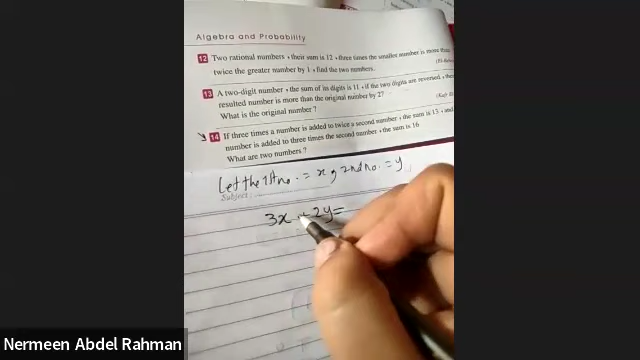 Algebra and Probability
12 Two rational numbers , their sum is 12 , three times the smaller number is more than
twice the greater number by 1 , find the two numbers.
13 A two-digit number , the sum of its digits is 11 , if the two digits are reversed , the
resulted number is more than the original number by 27
What is the original number ?
14 If three times a number is added to twice a second number , the sum is 13 , and
number is added to three times the second number , the sum is 16
What are two numbers ?
Let the 1st no. = x , 2nd no. = y
Subject :
3x + 2y =
Nermeen Abdel Rahman